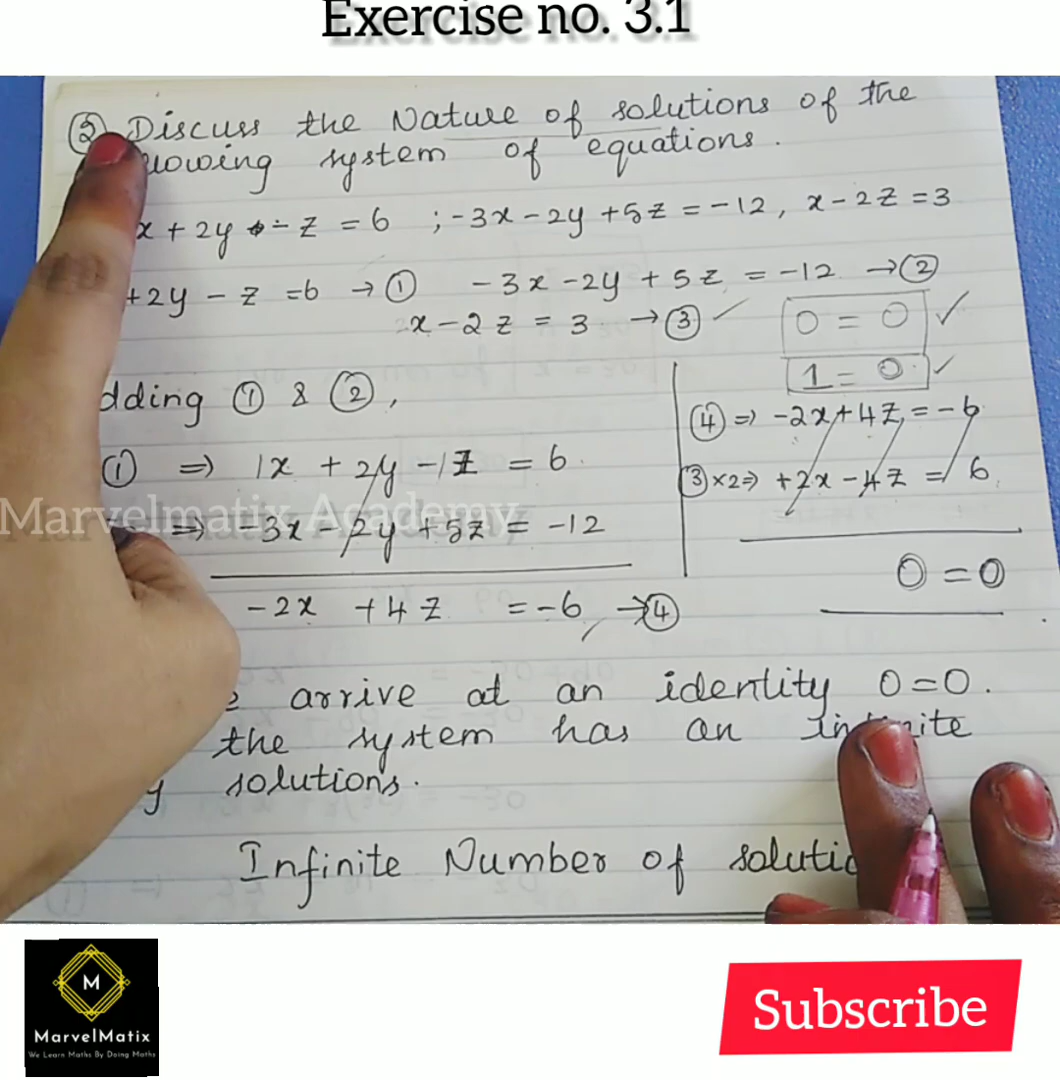 Exercise no. 3.1
② Discuss the Nature of solutions of the
system of equations.
x + 2y - z = 6 ; -3x - 2y + 5z = -12, x - 2z = 3
+2y - z = 6 → ① -3x - 2y + 5z = -12 → ②
x - 2z = 3 → ③ ✓
0 = 0 ✓
1 = 0 ✓
dding ① & ②,
① ⇒ 1x + 2y - 1z = 6
⇒ -3x - 2y + 5z = -12
-2x + 4z = -6 → ④
④ ⇒ -2x + 4z = -6
③ × 2 ⇒ +2x - 4z = 6
0 = 0
Marvelmatix Academy
e arrive at an identity 0=0.
the system has an
y solutions.
Infinite Number of
M
MarvelMatix
We Learn Maths By Doing Maths
Subscribe